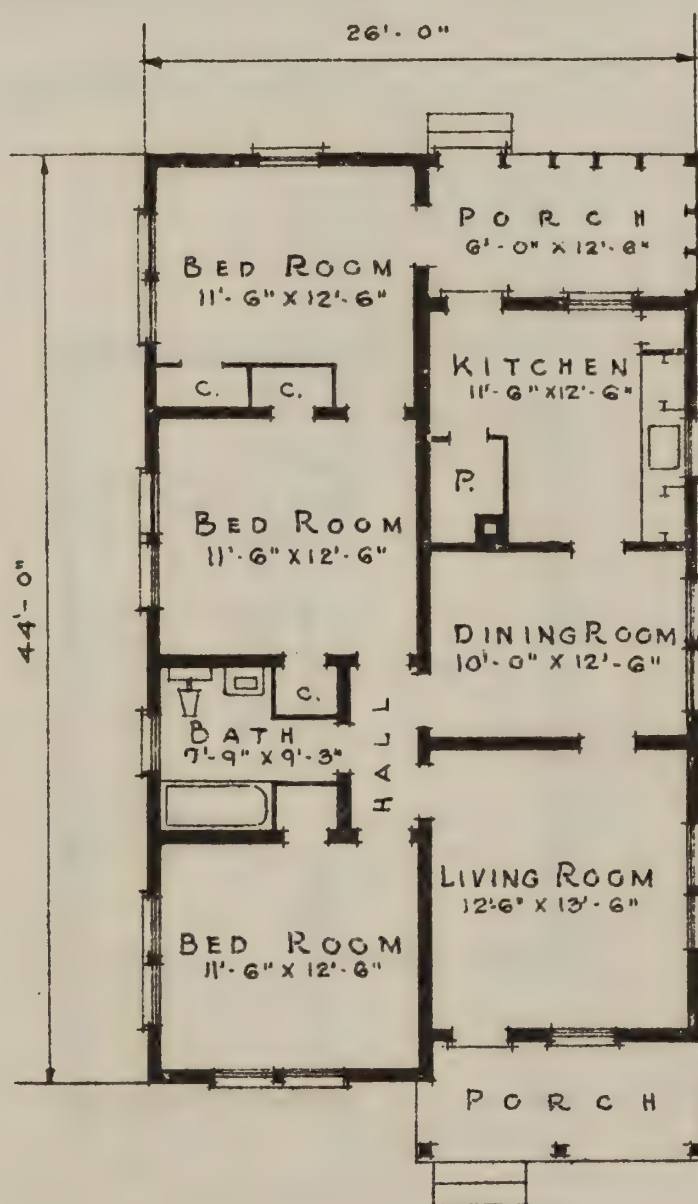 26'-0"
PORCH
6'-0" X 12'-6"
BED ROOM
11'-6" X 12'-6"
KITCHEN
11'-6" X 12'-6"
C.
C.
P.
BED ROOM
11'-6" X 12'-6"
44'-0"
DINING ROOM
10'-0" X 12'-6"
C.
BATH
7'-9" X 9'-3"
HALL
LIVING ROOM
12'-6" X 13'-6"
BED ROOM
11'-6" X 12'-6"
PORCH